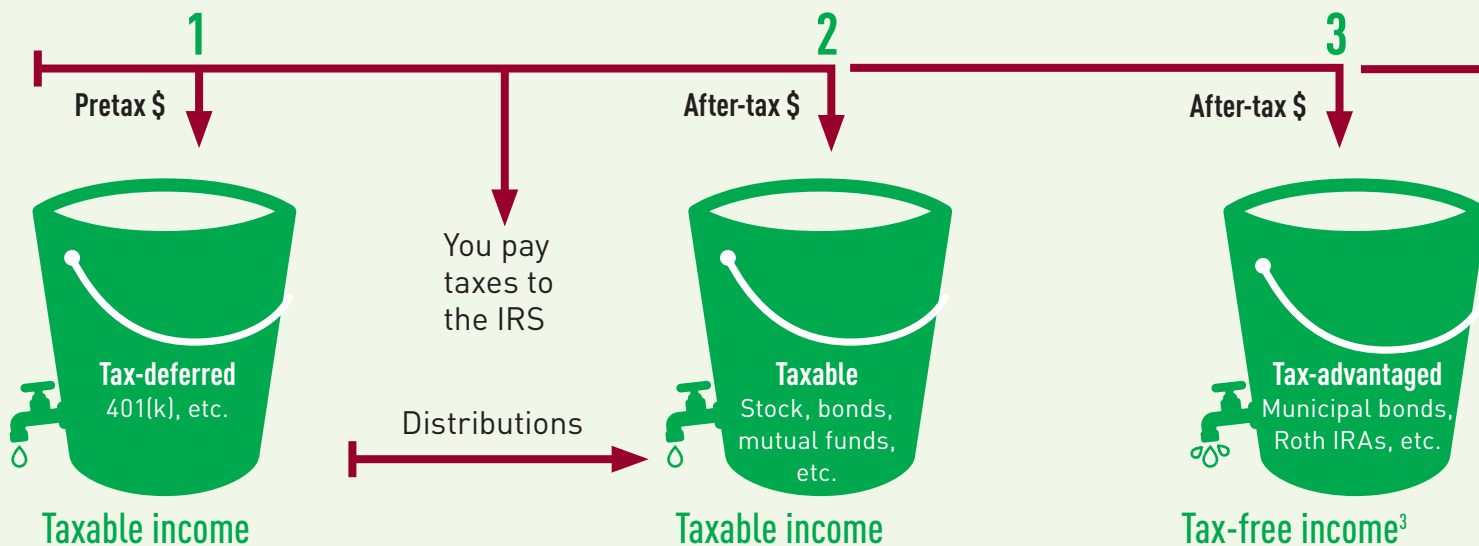 1
2
3
Pretax $
After-tax $
After-tax $
You pay
taxes to
the IRS
Tax-deferred
401(k), etc.
Distributions
Taxable
Stock, bonds,
mutual funds,
etc.
Tax-advantaged
Municipal bonds,
Roth IRAs, etc.
Taxable income
Taxable income
Tax-free income³